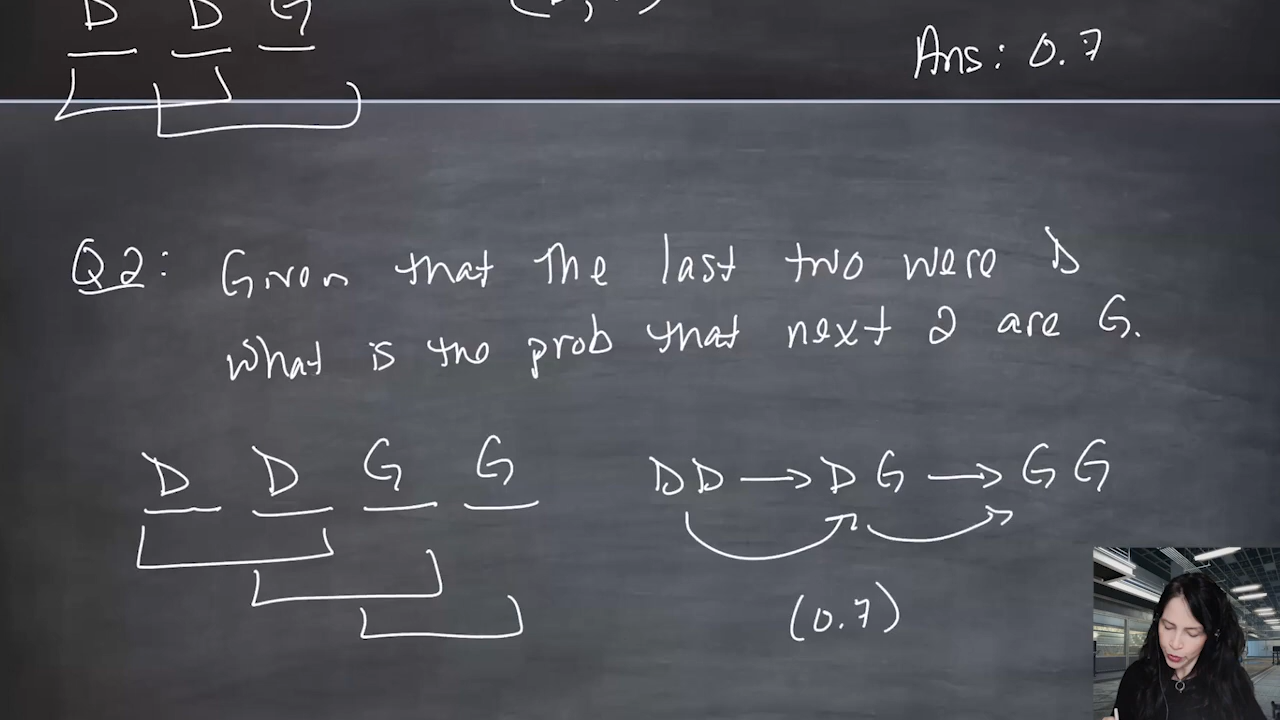 D D G
Ans: 0.7
Q2: Given that the last two were D
what is the prob that next 2 are G.
D D G G
DD → DG → GG
(0.7)